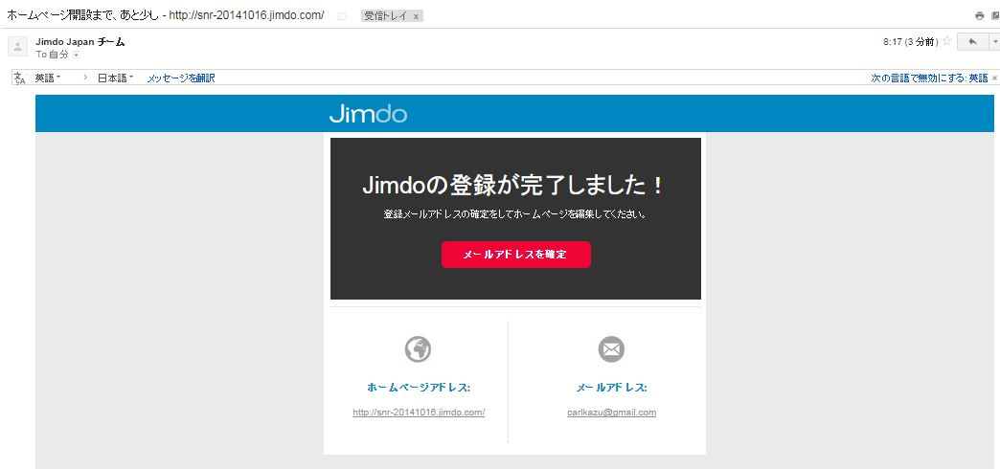 ホームページ開設まで、あと少し - http://snr-20141016.jimdo.com/ 受信トレイ x
Jimdo Japan チーム 8:17 (3 分前)
To 自分
英語 > 日本語 メッセージを翻訳 次の言語で無効にする: 英語 x
Jimdo
Jimdoの登録が完了しました！
登録メールアドレスの確定をしてホームページを編集してください。
メールアドレスを確定
ホームページアドレス: メールアドレス:
http://snr-20141016.jimdo.com/ carlkazu@gmail.com